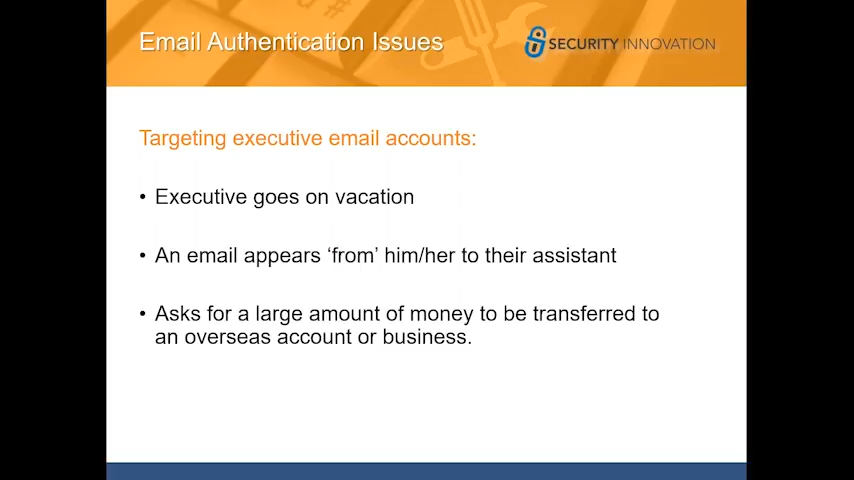 Email Authentication Issues
SECURITY INNOVATION
Targeting executive email accounts:
• Executive goes on vacation
• An email appears ‘from’ him/her to their assistant
• Asks for a large amount of money to be transferred to
an overseas account or business.